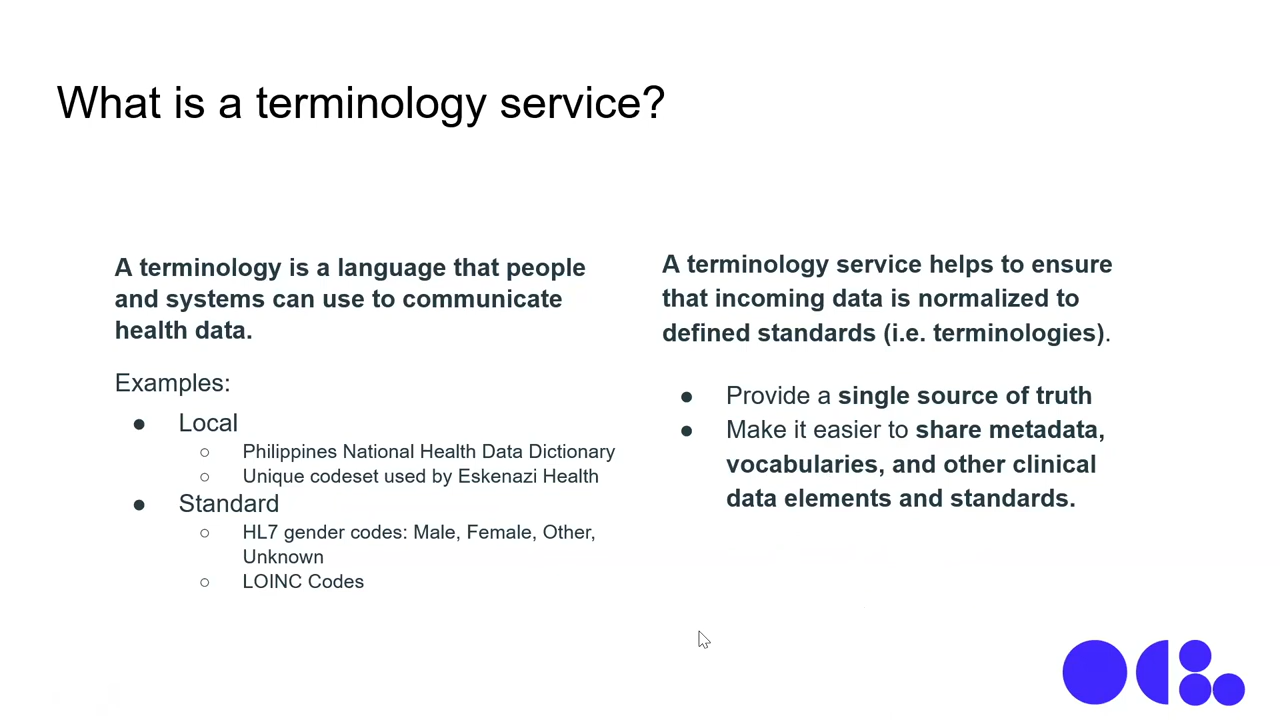 What is a terminology service?
A terminology is a language that people
and systems can use to communicate
health data.
Examples:
● Local
○ Philippines National Health Data Dictionary
○ Unique codeset used by Eskenazi Health
● Standard
○ HL7 gender codes: Male, Female, Other,
Unknown
○ LOINC Codes
A terminology service helps to ensure
that incoming data is normalized to
defined standards (i.e. terminologies).
● Provide a single source of truth
● Make it easier to share metadata,
vocabularies, and other clinical
data elements and standards.